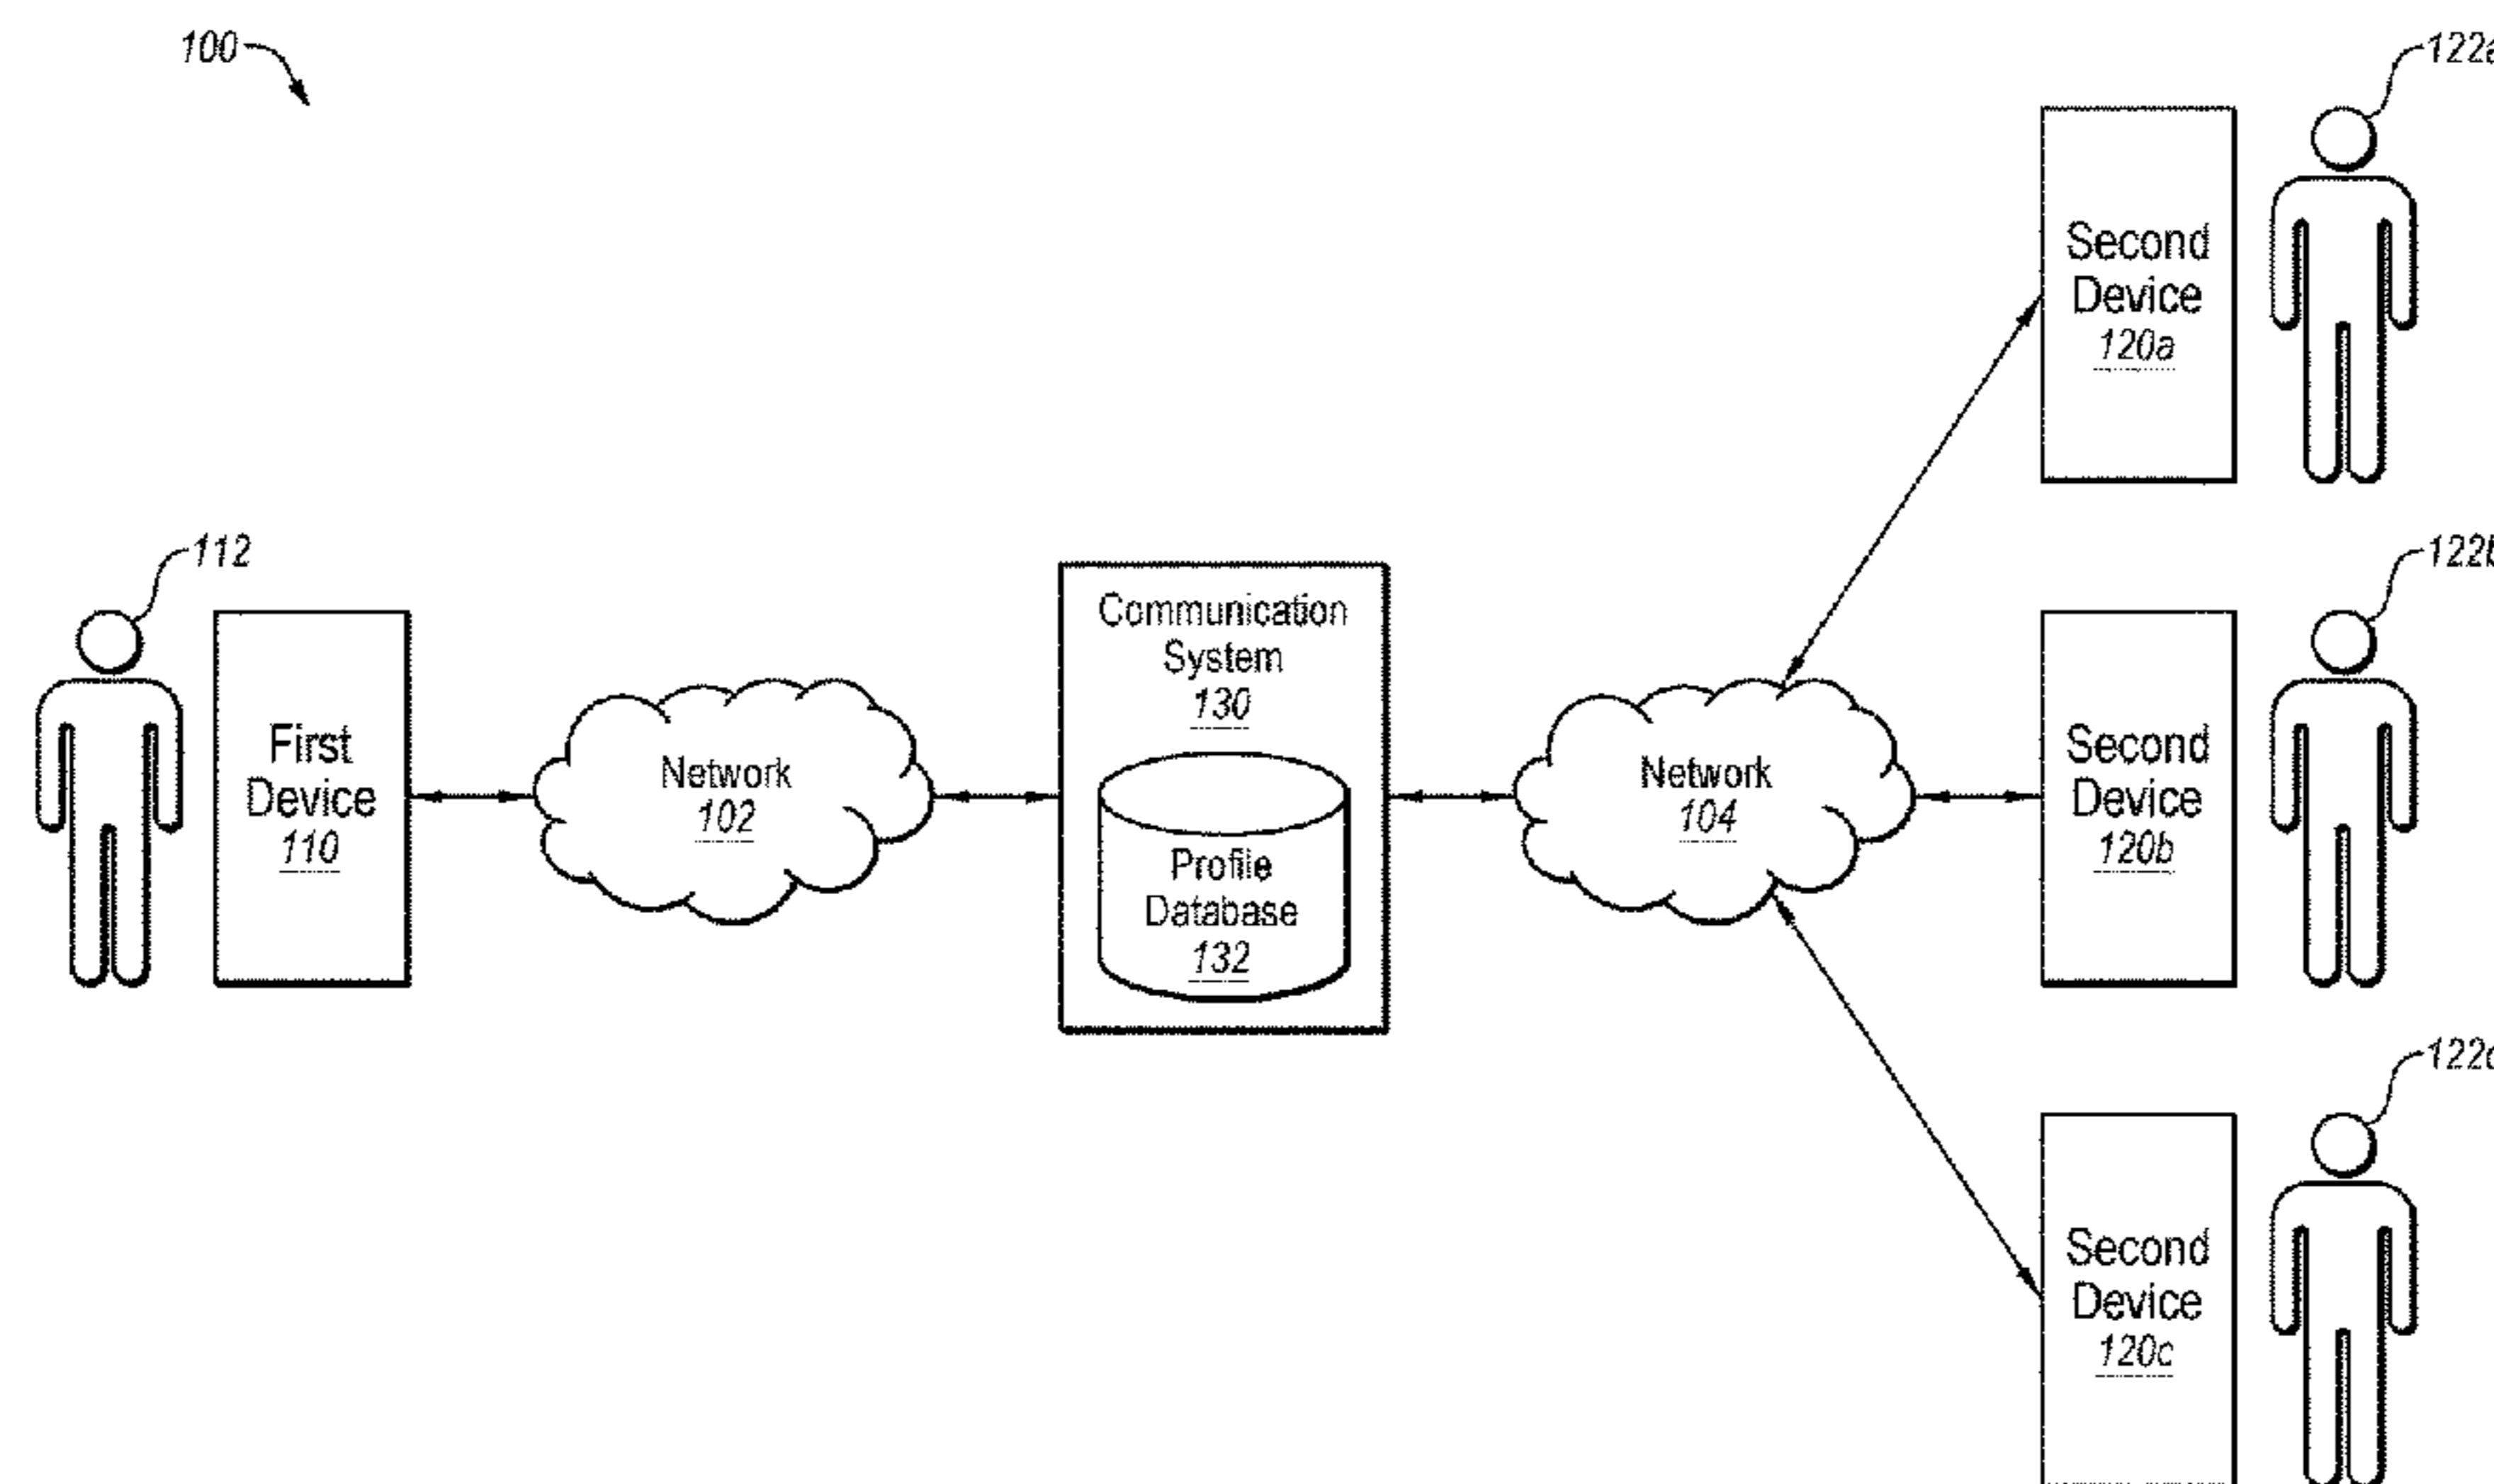 100
122a
Second
Device
120a
112
122b
Communication
System
130
First
Device
110
Network
102
Profile
Database
132
Network
104
Second
Device
120b
122c
Second
Device
120c